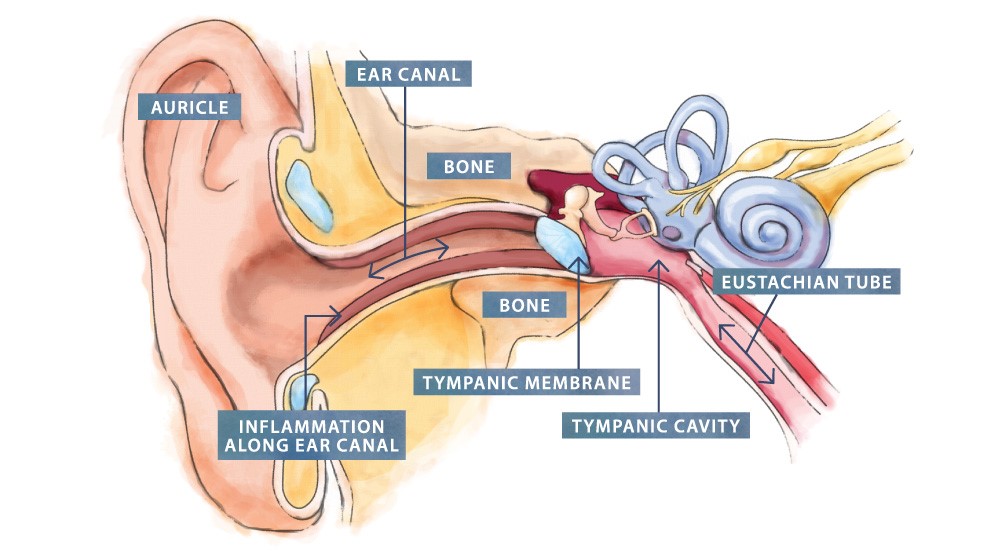 EAR CANAL
AURICLE
BONE
EUSTACHIAN TUBE
BONE
TYMPANIC MEMBRANE
TYMPANIC CAVITY
INFLAMMATION
ALONG EAR CANAL